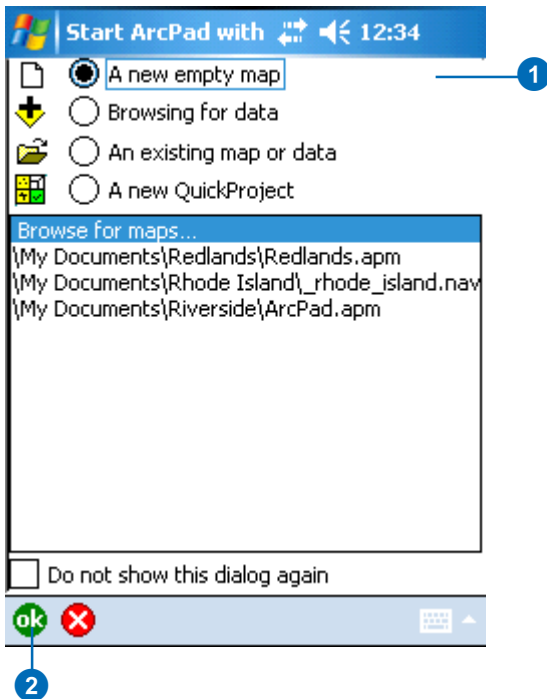 Start ArcPad with 12:34
A new empty map
1
Browsing for data
An existing map or data
A new QuickProject
Browse for maps...
\My Documents\Redlands\Redlands.apm
\My Documents\Rhode Island\_rhode_island.nav
\My Documents\Riverside\ArcPad.apm
Do not show this dialog again
ok
2